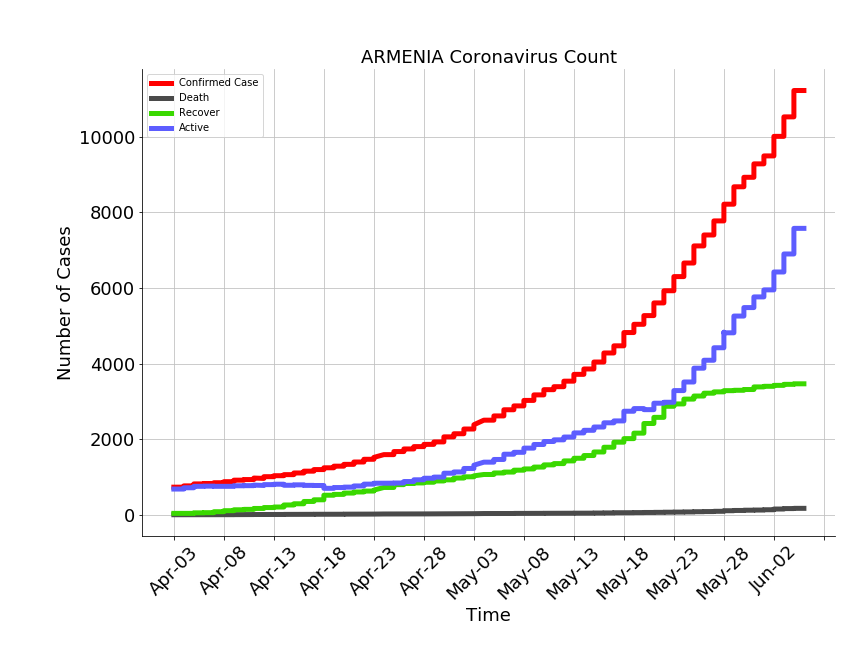 ARMENIA Coronavirus Count
Confirmed Case
Death
Recover
Active
Number of Cases
10000
8000
6000
4000
2000
0
Apr-03 Apr-08 Apr-13 Apr-18 Apr-23 Apr-28 May-03 May-08 May-13 May-18 May-23 May-28 Jun-02
Time